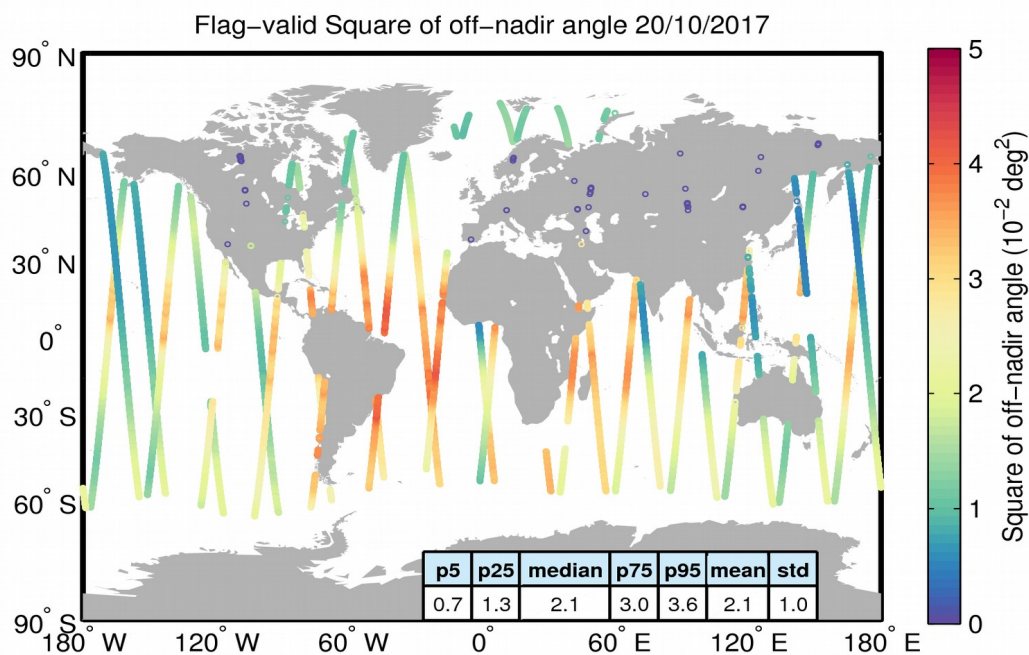 Flag−valid Square of off−nadir angle 20/10/2017
90° N
60° N
30° N
0°
30° S
60° S
90° S
180° W
120° W
60° W
0°
60° E
120° E
180° E
p5 p25 median p75 p95 mean std
0.7 1.3 2.1 3.0 3.6 2.1 1.0
5
4
3
2
1
0
Square of off−nadir angle (10⁻² deg²)